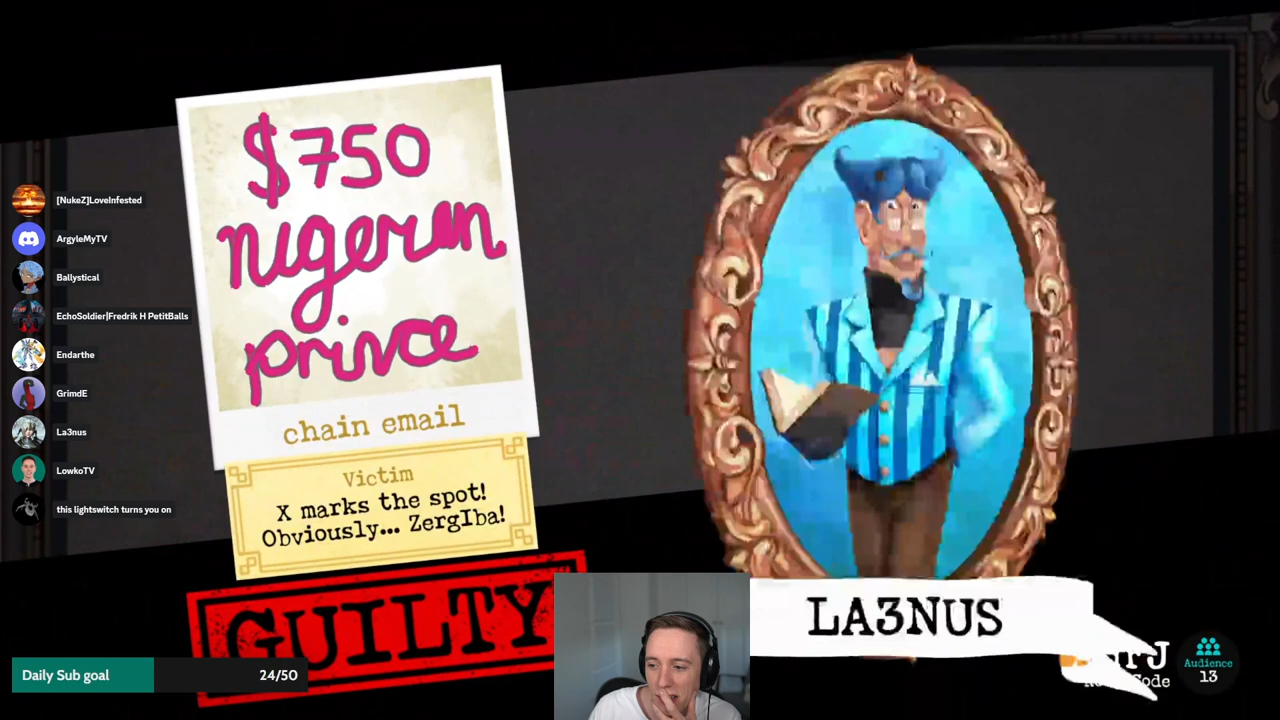 $750
nigeran
prince
chain email
Victim
X marks the spot!
Obviously... ZergIba!
GUILTY
LA3NUS
[NukeZ]LoveInfested
ArgyleMyTV
Ballystical
EchoSoldier|Fredrik H PetitBalls
Endarthe
GrimdE
La3nus
LowkoTV
this lightswitch turns you on
Daily Sub goal
24/50
Audience
13